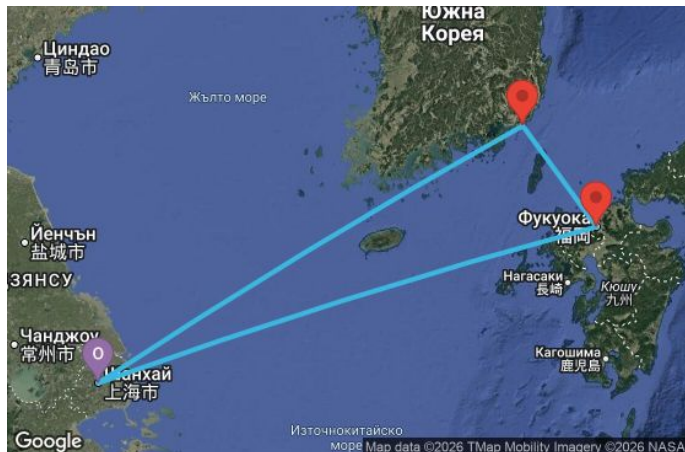 Южна
Корея
Циндао
青岛市
Жълто море
Фукуока
福岡
Йенчън
盐城市
Нагасаки
長崎
Кюшу
九州
ДЗЯНСУ
Чанджоу
常州市
O
Шанхай
上海市
Кагошима
鹿児島
Източнокитайско
море
Google
Map data ©2026 TMap Mobility Imagery ©2026 NASA